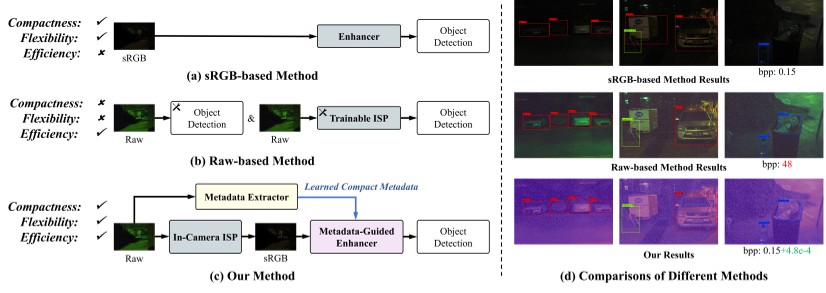 Compactness: ✓
Flexibility: ✓
Efficiency: ✗
sRGB
Enhancer
Object
Detection
(a) sRGB-based Method
Compactness: ✗
Flexibility: ✗
Efficiency: ✓
Raw
Object
Detection
&
Raw
Trainable ISP
Object
Detection
(b) Raw-based Method
Compactness: ✓
Flexibility: ✓
Efficiency: ✓
Raw
Metadata Extractor
Learned Compact Metadata
In-Camera ISP
sRGB
Metadata-Guided
Enhancer
Object
Detection
(c) Our Method
bpp: 0.15
sRGB-based Method Results
bpp: 48
Raw-based Method Results
bpp: 0.15+4.8e-4
Our Results
(d) Comparisons of Different Methods